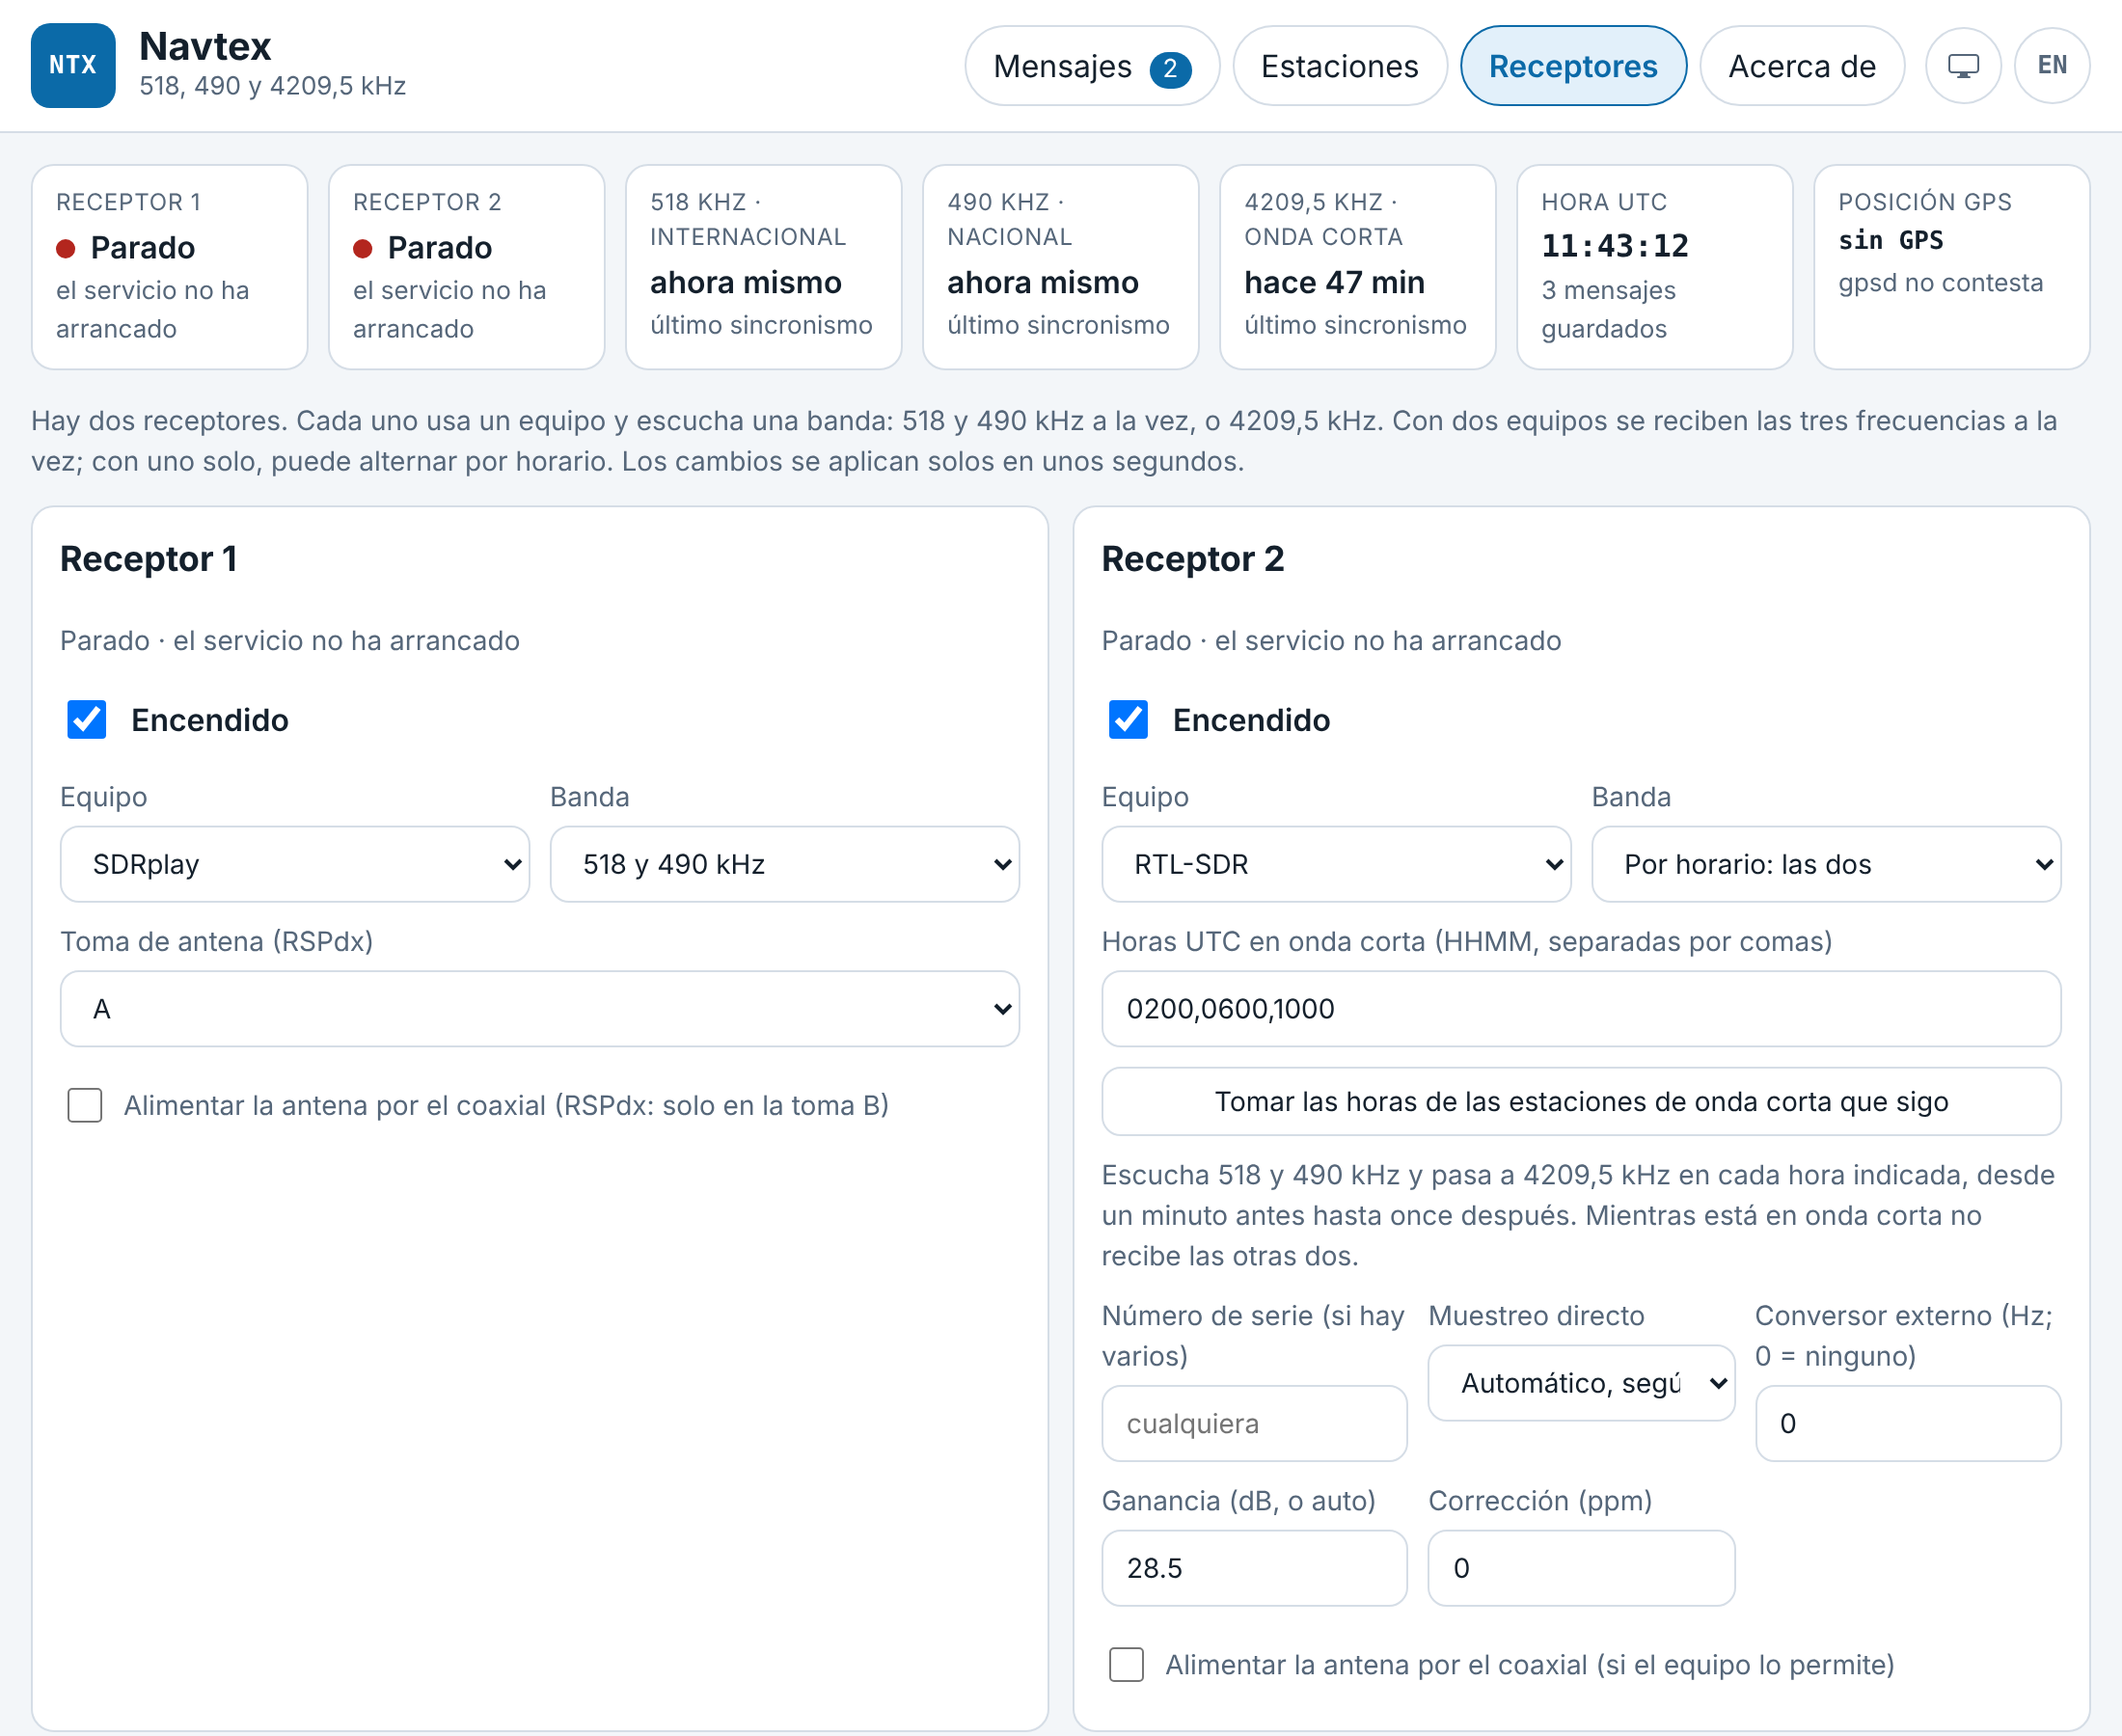 NTX
Navtex
518, 490 y 4209,5 kHz
Mensajes 2
Estaciones
Receptores
Acerca de
EN
RECEPTOR 1
Parado
el servicio no ha
arrancado
RECEPTOR 2
Parado
el servicio no ha
arrancado
518 KHZ ·
INTERNACIONAL
ahora mismo
último sincronismo
490 KHZ ·
NACIONAL
ahora mismo
último sincronismo
4209,5 KHZ ·
ONDA CORTA
hace 47 min
último sincronismo
HORA UTC
11:43:12
3 mensajes
guardados
POSICIÓN GPS
sin GPS
gpsd no contesta
Hay dos receptores. Cada uno usa un equipo y escucha una banda: 518 y 490 kHz a la vez, o 4209,5 kHz. Con dos equipos se reciben las tres frecuencias a la
vez; con uno solo, puede alternar por horario. Los cambios se aplican solos en unos segundos.
Receptor 1
Parado · el servicio no ha arrancado
Encendido
Equipo
SDRplay
Banda
518 y 490 kHz
Toma de antena (RSPdx)
A
Alimentar la antena por el coaxial (RSPdx: solo en la toma B)
Receptor 2
Parado · el servicio no ha arrancado
Encendido
Equipo
RTL-SDR
Banda
Por horario: las dos
Horas UTC en onda corta (HHMM, separadas por comas)
0200,0600,1000
Tomar las horas de las estaciones de onda corta que sigo
Escucha 518 y 490 kHz y pasa a 4209,5 kHz en cada hora indicada, desde
un minuto antes hasta once después. Mientras está en onda corta no
recibe las otras dos.
Número de serie (si hay
varios)
cualquiera
Muestreo directo
Automático, segú
Conversor externo (Hz;
0 = ninguno)
0
Ganancia (dB, o auto)
28.5
Corrección (ppm)
0
Alimentar la antena por el coaxial (si el equipo lo permite)